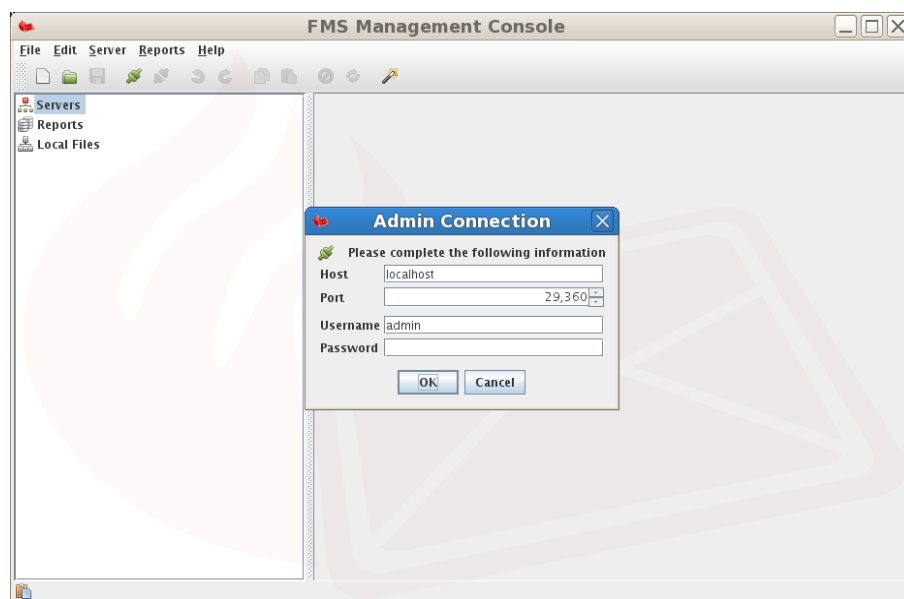 FMS Management Console
File Edit Server Reports Help
Servers
Reports
Local Files
Admin Connection
Please complete the following information
Host localhost
Port 29,360
Username admin
Password
OK Cancel